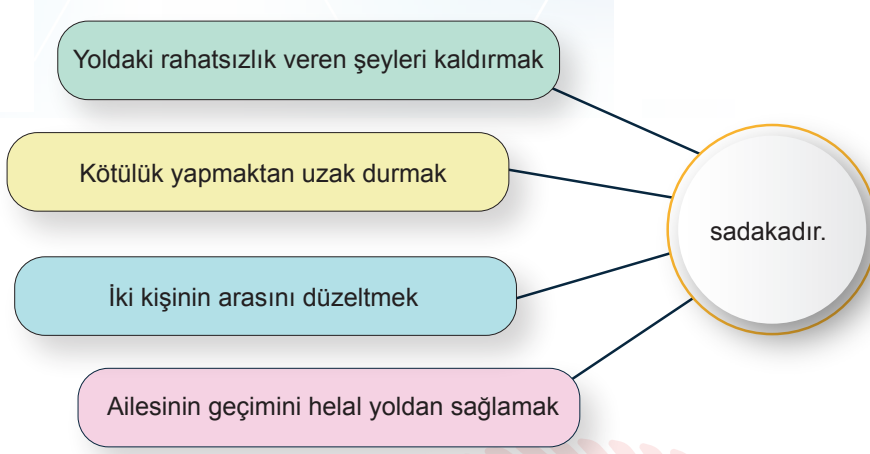 Yoldaki rahatsızlık veren şeyleri kaldırmak
Kötülük yapmaktan uzak durmak
sadakadır.
İki kişinin arasını düzeltmek
Ailesinin geçimini helal yoldan sağlamak